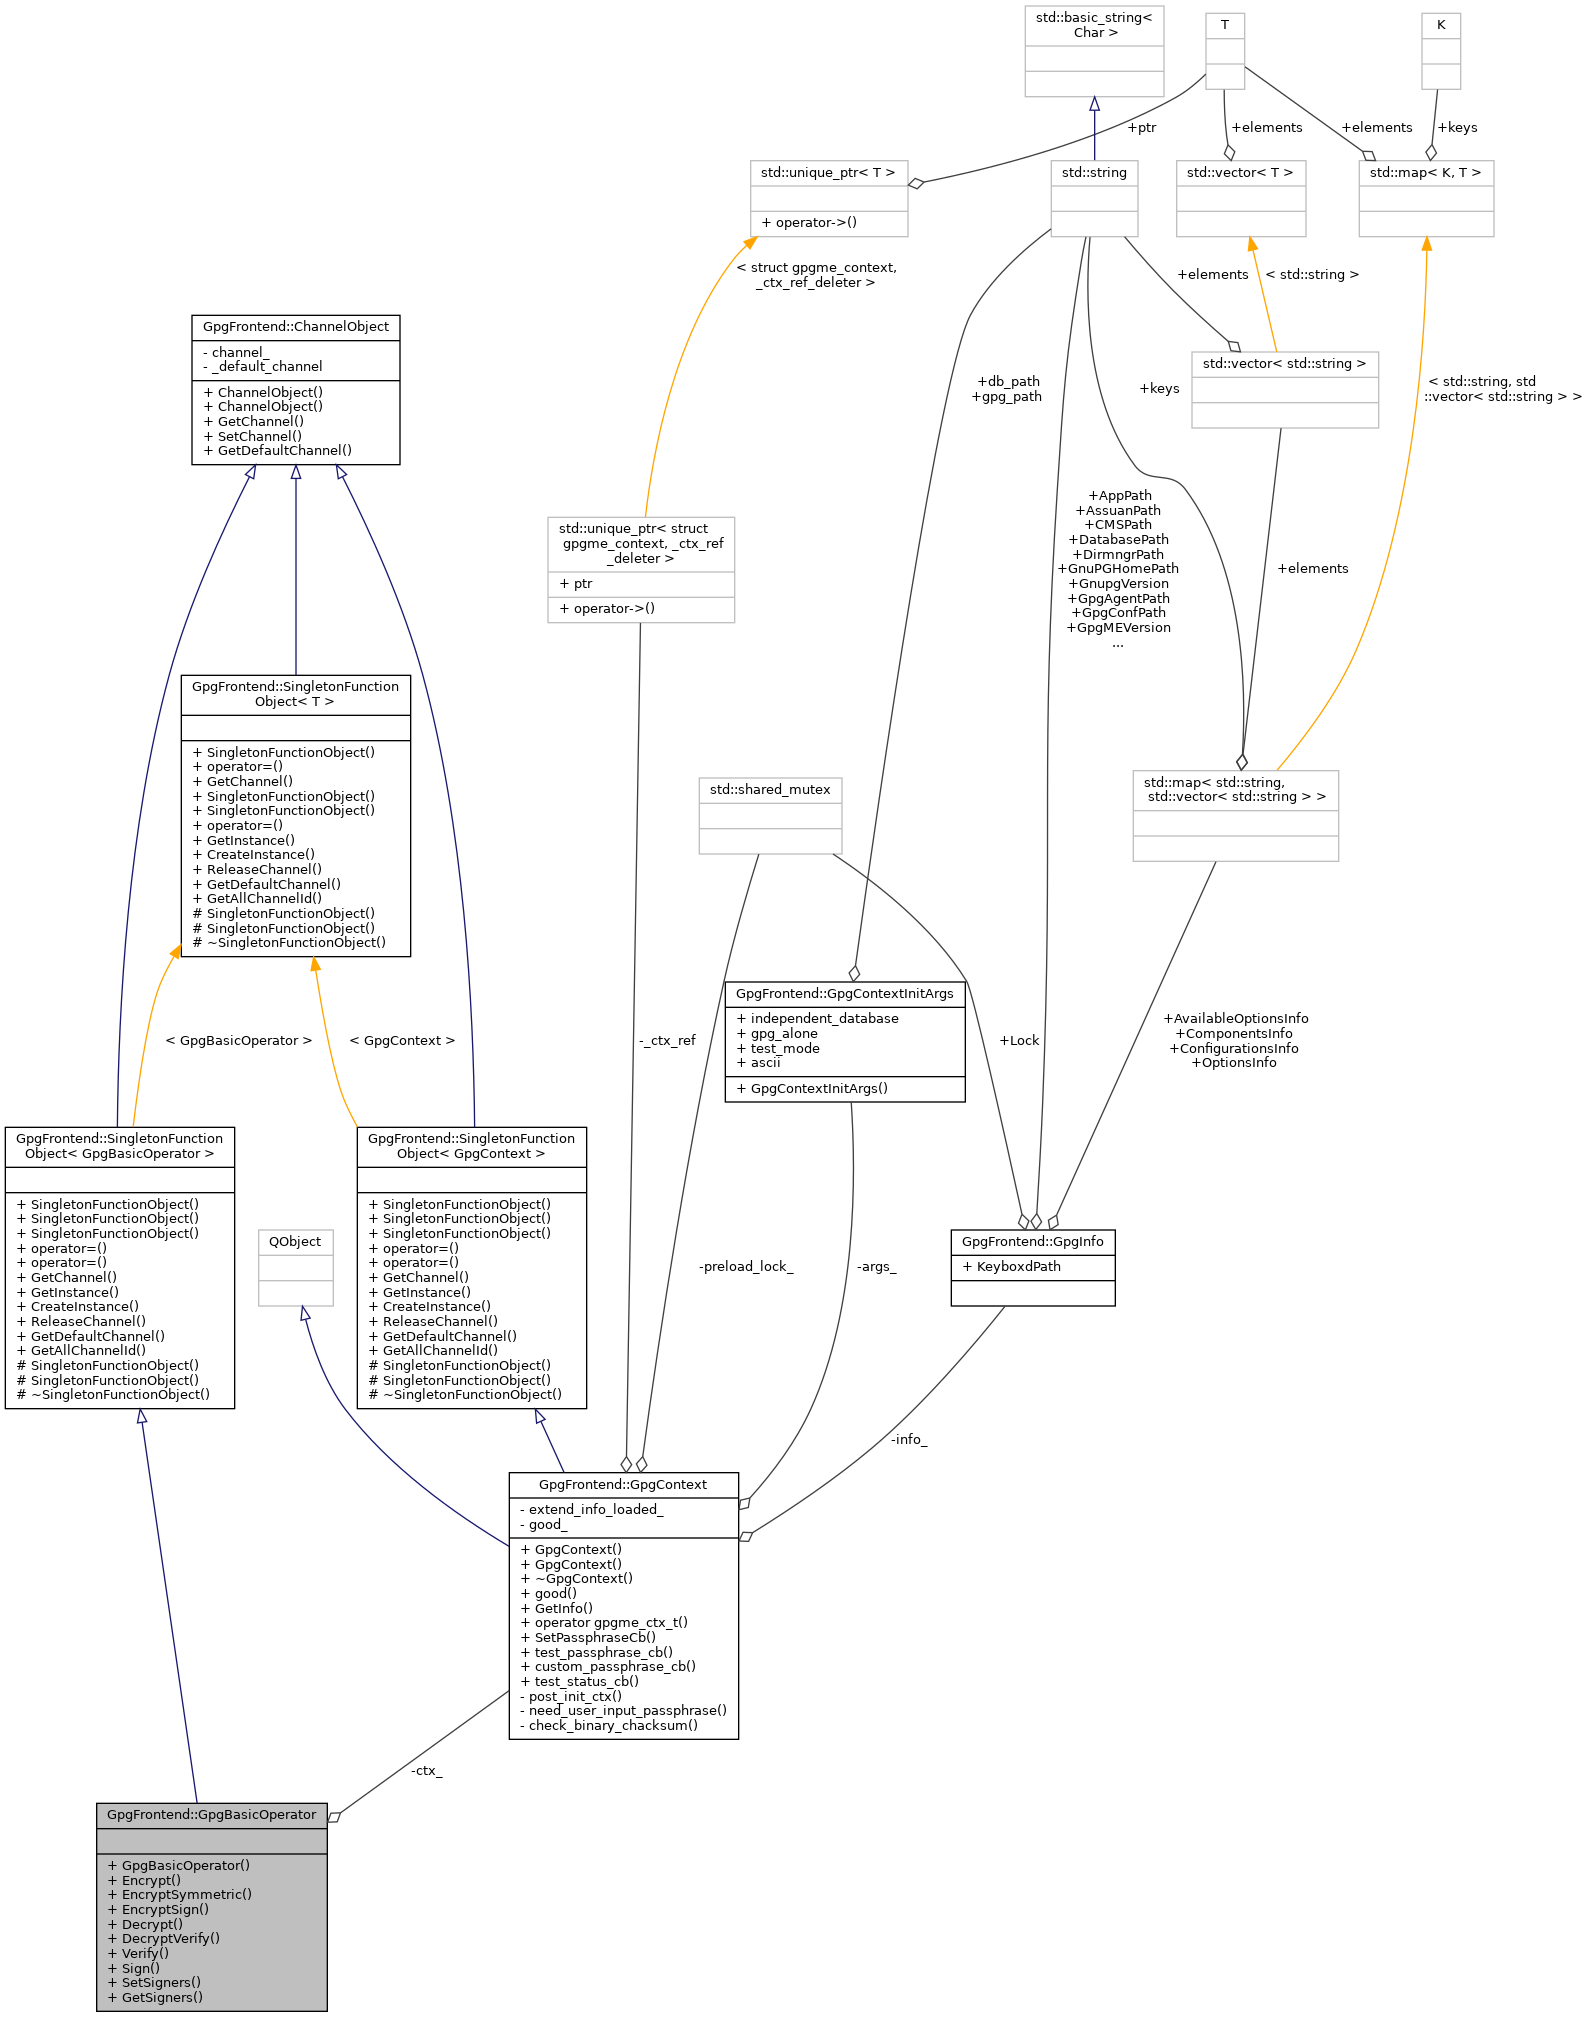 std::basic_string<
Char >
T
K
+ptr
+elements
+elements
+keys
std::unique_ptr< T >
+ operator->()
std::string
std::vector< T >
std::map< K, T >
< struct gpgme_context,
_ctx_ref_deleter >
+elements
< std::string >
GpgFrontend::ChannelObject
- channel_
- _default_channel
+ ChannelObject()
+ ChannelObject()
+ GetChannel()
+ SetChannel()
+ GetDefaultChannel()
+db_path
+gpg_path
+keys
std::vector< std::string >
< std::string, std
::vector< std::string > >
std::unique_ptr< struct
gpgme_context, _ctx_ref
_deleter >
+ ptr
+ operator->()
+AppPath
+AssuanPath
+CMSPath
+DatabasePath
+DirmngrPath
+GnuPGHomePath
+GnupgVersion
+GpgAgentPath
+GpgConfPath
+GpgMEVersion
...
+elements
GpgFrontend::SingletonFunction
Object< T >
+ SingletonFunctionObject()
+ operator=()
+ GetChannel()
+ SingletonFunctionObject()
+ SingletonFunctionObject()
+ operator=()
+ GetInstance()
+ CreateInstance()
+ ReleaseChannel()
+ GetDefaultChannel()
+ GetAllChannelId()
# SingletonFunctionObject()
# SingletonFunctionObject()
# ~SingletonFunctionObject()
std::shared_mutex
std::map< std::string,
std::vector< std::string > >
< GpgBasicOperator >
< GpgContext >
-_ctx_ref
GpgFrontend::GpgContextInitArgs
+ independent_database
+ gpg_alone
+ test_mode
+ ascii
+ GpgContextInitArgs()
+Lock
+AvailableOptionsInfo
+ComponentsInfo
+ConfigurationsInfo
+OptionsInfo
GpgFrontend::SingletonFunction
Object< GpgBasicOperator >
+ SingletonFunctionObject()
+ SingletonFunctionObject()
+ SingletonFunctionObject()
+ operator=()
+ operator=()
+ GetChannel()
+ GetInstance()
+ CreateInstance()
+ ReleaseChannel()
+ GetDefaultChannel()
+ GetAllChannelId()
# SingletonFunctionObject()
# SingletonFunctionObject()
# ~SingletonFunctionObject()
QObject
GpgFrontend::SingletonFunction
Object< GpgContext >
+ SingletonFunctionObject()
+ SingletonFunctionObject()
+ SingletonFunctionObject()
+ operator=()
+ operator=()
+ GetChannel()
+ GetInstance()
+ CreateInstance()
+ ReleaseChannel()
+ GetDefaultChannel()
+ GetAllChannelId()
# SingletonFunctionObject()
# SingletonFunctionObject()
# ~SingletonFunctionObject()
-preload_lock_
-args_
GpgFrontend::GpgInfo
+ KeyboxdPath
-info_
GpgFrontend::GpgContext
- extend_info_loaded_
- good_
+ GpgContext()
+ GpgContext()
+ ~GpgContext()
+ good()
+ GetInfo()
+ operator gpgme_ctx_t()
+ SetPassphraseCb()
+ test_passphrase_cb()
+ custom_passphrase_cb()
+ test_status_cb()
- post_init_ctx()
- need_user_input_passphrase()
- check_binary_chacksum()
-ctx_
GpgFrontend::GpgBasicOperator
+ GpgBasicOperator()
+ Encrypt()
+ EncryptSymmetric()
+ EncryptSign()
+ Decrypt()
+ DecryptVerify()
+ Verify()
+ Sign()
+ SetSigners()
+ GetSigners()